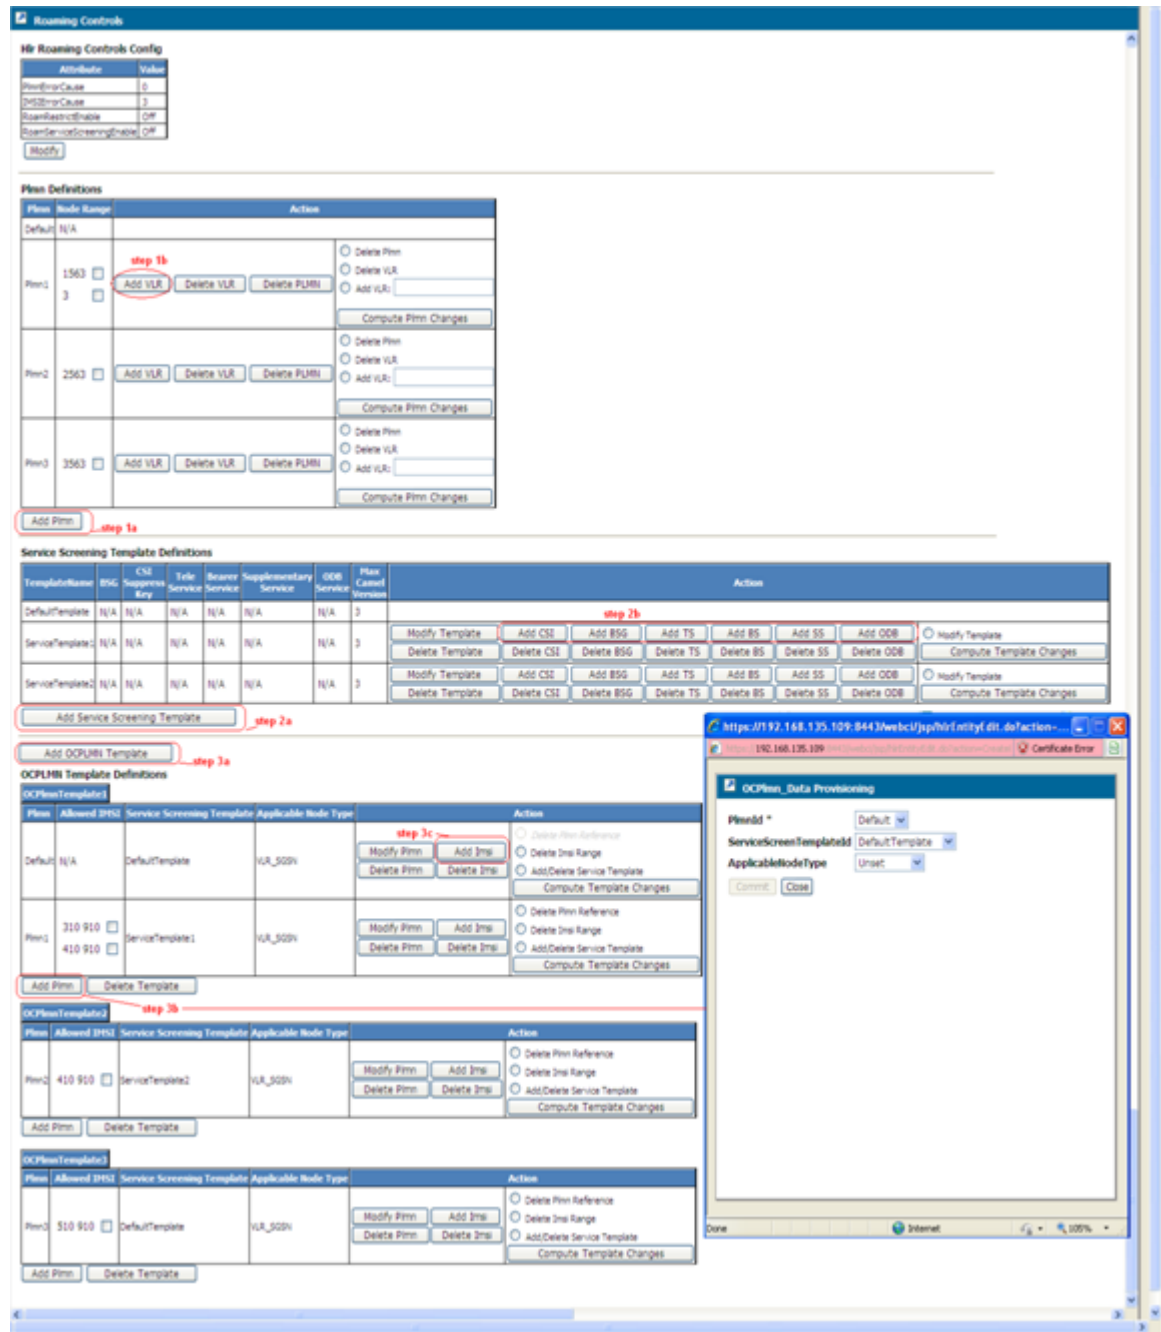 Roaming Controls
Hlr Roaming Controls Config
Attribute Value
PlmnErrorCause 0
IMSIErrorCause 3
RoamRestrictEnable Off
RoamServiceScreeningEnable Off
Modify
Plmn Definitions
Plmn Node Range Action
Default N/A
step 1b
Plmn1 1563 3 Add VLR Delete VLR Delete PLMN
Delete Plmn
Delete VLR
Add VLR:
Compute Plmn Changes
Plmn2 2563 Add VLR Delete VLR Delete PLMN
Delete Plmn
Delete VLR
Add VLR:
Compute Plmn Changes
Plmn3 3563 Add VLR Delete VLR Delete PLMN
Delete Plmn
Delete VLR
Add VLR:
Compute Plmn Changes
Add Plmn step 1a
Service Screening Template Definitions
TemplateName BSG CSI Suppress Key Tele Service Bearer Service Supplementary Service ODB Service Max Camel Version Action
DefaultTemplate N/A N/A N/A N/A N/A N/A 3
step 2b
ServiceTemplate1 N/A N/A N/A N/A N/A N/A 3
Modify Template Add CSI Add BSG Add TS Add BS Add SS Add ODB Modify Template
Delete Template Delete CSI Delete BSG Delete TS Delete BS Delete SS Delete ODB Compute Template Changes
ServiceTemplate2 N/A N/A N/A N/A N/A N/A 3
Modify Template Add CSI Add BSG Add TS Add BS Add SS Add ODB Modify Template
Delete Template Delete CSI Delete BSG Delete TS Delete BS Delete SS Delete ODB Compute Template Changes
Add Service Screening Template step 2a
Add OCPLMN Template step 3a
OCPLMN Template Definitions
OCPlmnTemplate1
Plmn Allowed IMSI Service Screening Template Applicable Node Type Action
step 3c
Default N/A DefaultTemplate VLR_SGSN
Modify Plmn Add Imsi
Delete Plmn Delete Imsi
Delete Plmn Reference
Delete Imsi Range
Add/Delete Service Template
Compute Template Changes
Plmn1 310 910 410 910 ServiceTemplate1 VLR_SGSN
Modify Plmn Add Imsi
Delete Plmn Delete Imsi
Delete Plmn Reference
Delete Imsi Range
Add/Delete Service Template
Compute Template Changes
Add Plmn Delete Template
step 3b
OCPlmnTemplate2
Plmn Allowed IMSI Service Screening Template Applicable Node Type Action
Plmn2 410 910 ServiceTemplate2 VLR_SGSN
Modify Plmn Add Imsi
Delete Plmn Delete Imsi
Delete Plmn Reference
Delete Imsi Range
Add/Delete Service Template
Compute Template Changes
Add Plmn Delete Template
OCPlmnTemplate3
Plmn Allowed IMSI Service Screening Template Applicable Node Type Action
Plmn3 510 910 DefaultTemplate VLR_SGSN
Modify Plmn Add Imsi
Delete Plmn Delete Imsi
Delete Plmn Reference
Delete Imsi Range
Add/Delete Service Template
Compute Template Changes
Add Plmn Delete Template
https://192.168.135.109:8443/webci/jsp/hlrEntityEdit.do?action=...
192.168.135.109 Certificate Error
OCPlmn_Data Provisioning
PlmnId * Default
ServiceScreenTemplateId DefaultTemplate
ApplicableNodeType Unset
Commit Close
Done Internet 105%